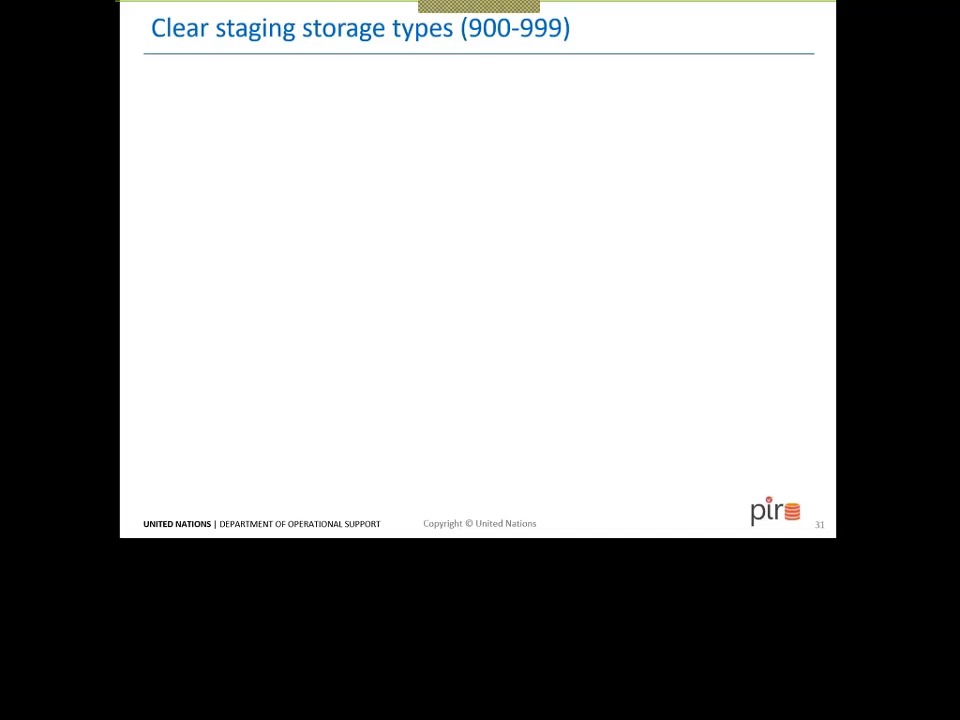 Clear staging storage types (900-999)
UNITED NATIONS | DEPARTMENT OF OPERATIONAL SUPPORT
Copyright © United Nations
pir
31